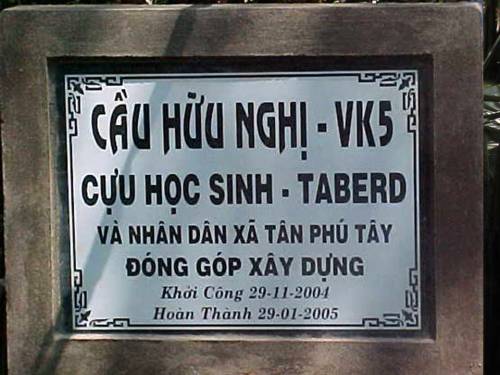 CẦU HỮU NGHỊ - VK5
CỰU HỌC SINH - TABERD
VÀ NHÂN DÂN XÃ TÂN PHÚ TÂY
ĐÓNG GÓP XÂY DỰNG
Khởi Công 29-11-2004
Hoàn Thành 29-01-2005